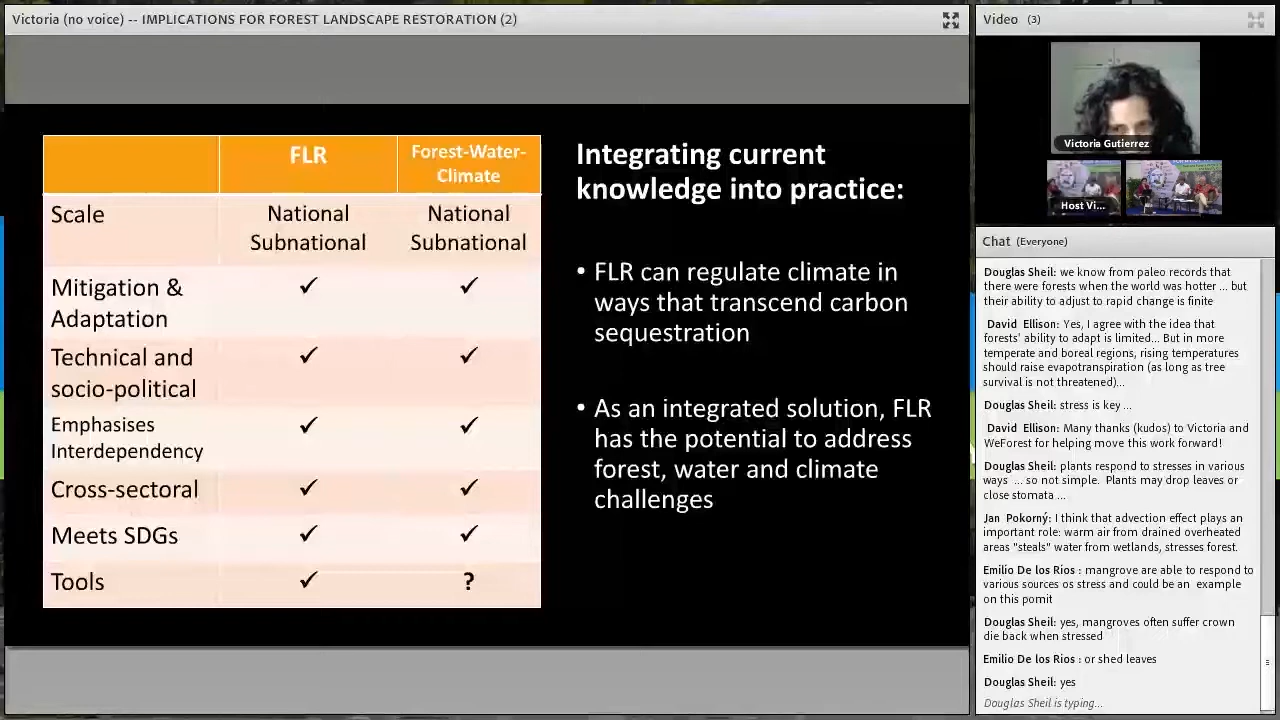 Victoria (no voice) -- IMPLICATIONS FOR FOREST LANDSCAPE RESTORATION (2)
FLR
Forest-Water-
Climate
Scale
National
Subnational
National
Subnational
Mitigation &
Adaptation
✓
✓
Technical and
socio-political
✓
✓
Emphasises
Interdependency
✓
✓
Cross-sectoral
✓
✓
Meets SDGs
✓
✓
Tools
✓
?
Integrating current
knowledge into practice:
• FLR can regulate climate in
ways that transcend carbon
sequestration
• As an integrated solution, FLR
has the potential to address
forest, water and climate
challenges
Video (3)
Victoria Gutierrez
Host Vi...
Chat (Everyone)
Douglas Sheil: we know from paleo records that
there were forests when the world was hotter ... but
their ability to adjust to rapid change is finite
David Ellison: Yes, I agree with the idea that
forests' ability to adapt is limited... But in more
temperate and boreal regions, rising temperatures
should raise evapotranspiration (as long as tree
survival is not threatened)...
Douglas Sheil: stress is key ...
David Ellison: Many thanks (kudos) to Victoria and
WeForest for helping move this work forward!
Douglas Sheil: plants respond to stresses in various
ways ... so not simple. Plants may drop leaves or
close stomata ...
Jan Pokorný: I think that advection effect plays an
important role: warm air from drained overheated
areas "steals" water from wetlands, stresses forest.
Emilio De los Rios : mangrove are able to respond to
various sources os stress and could be an example
on this pomit
Douglas Sheil: yes, mangroves often suffer crown
die back when stressed
Emilio De los Rios : or shed leaves
Douglas Sheil: yes
Douglas Sheil is typing...